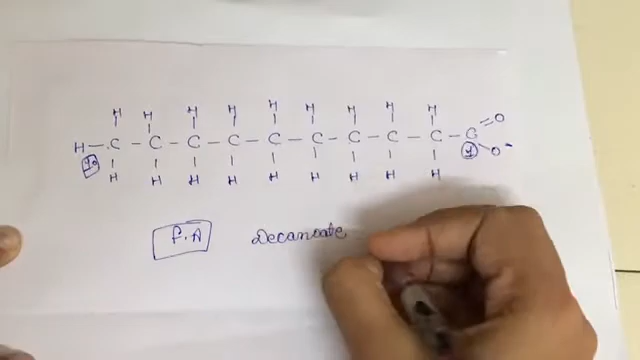 H H H H H H H H H O
H - C - C - C - C - C - C - C - C - C - C
10 1 O-
H H H H H H H H H
F.A Decanoate